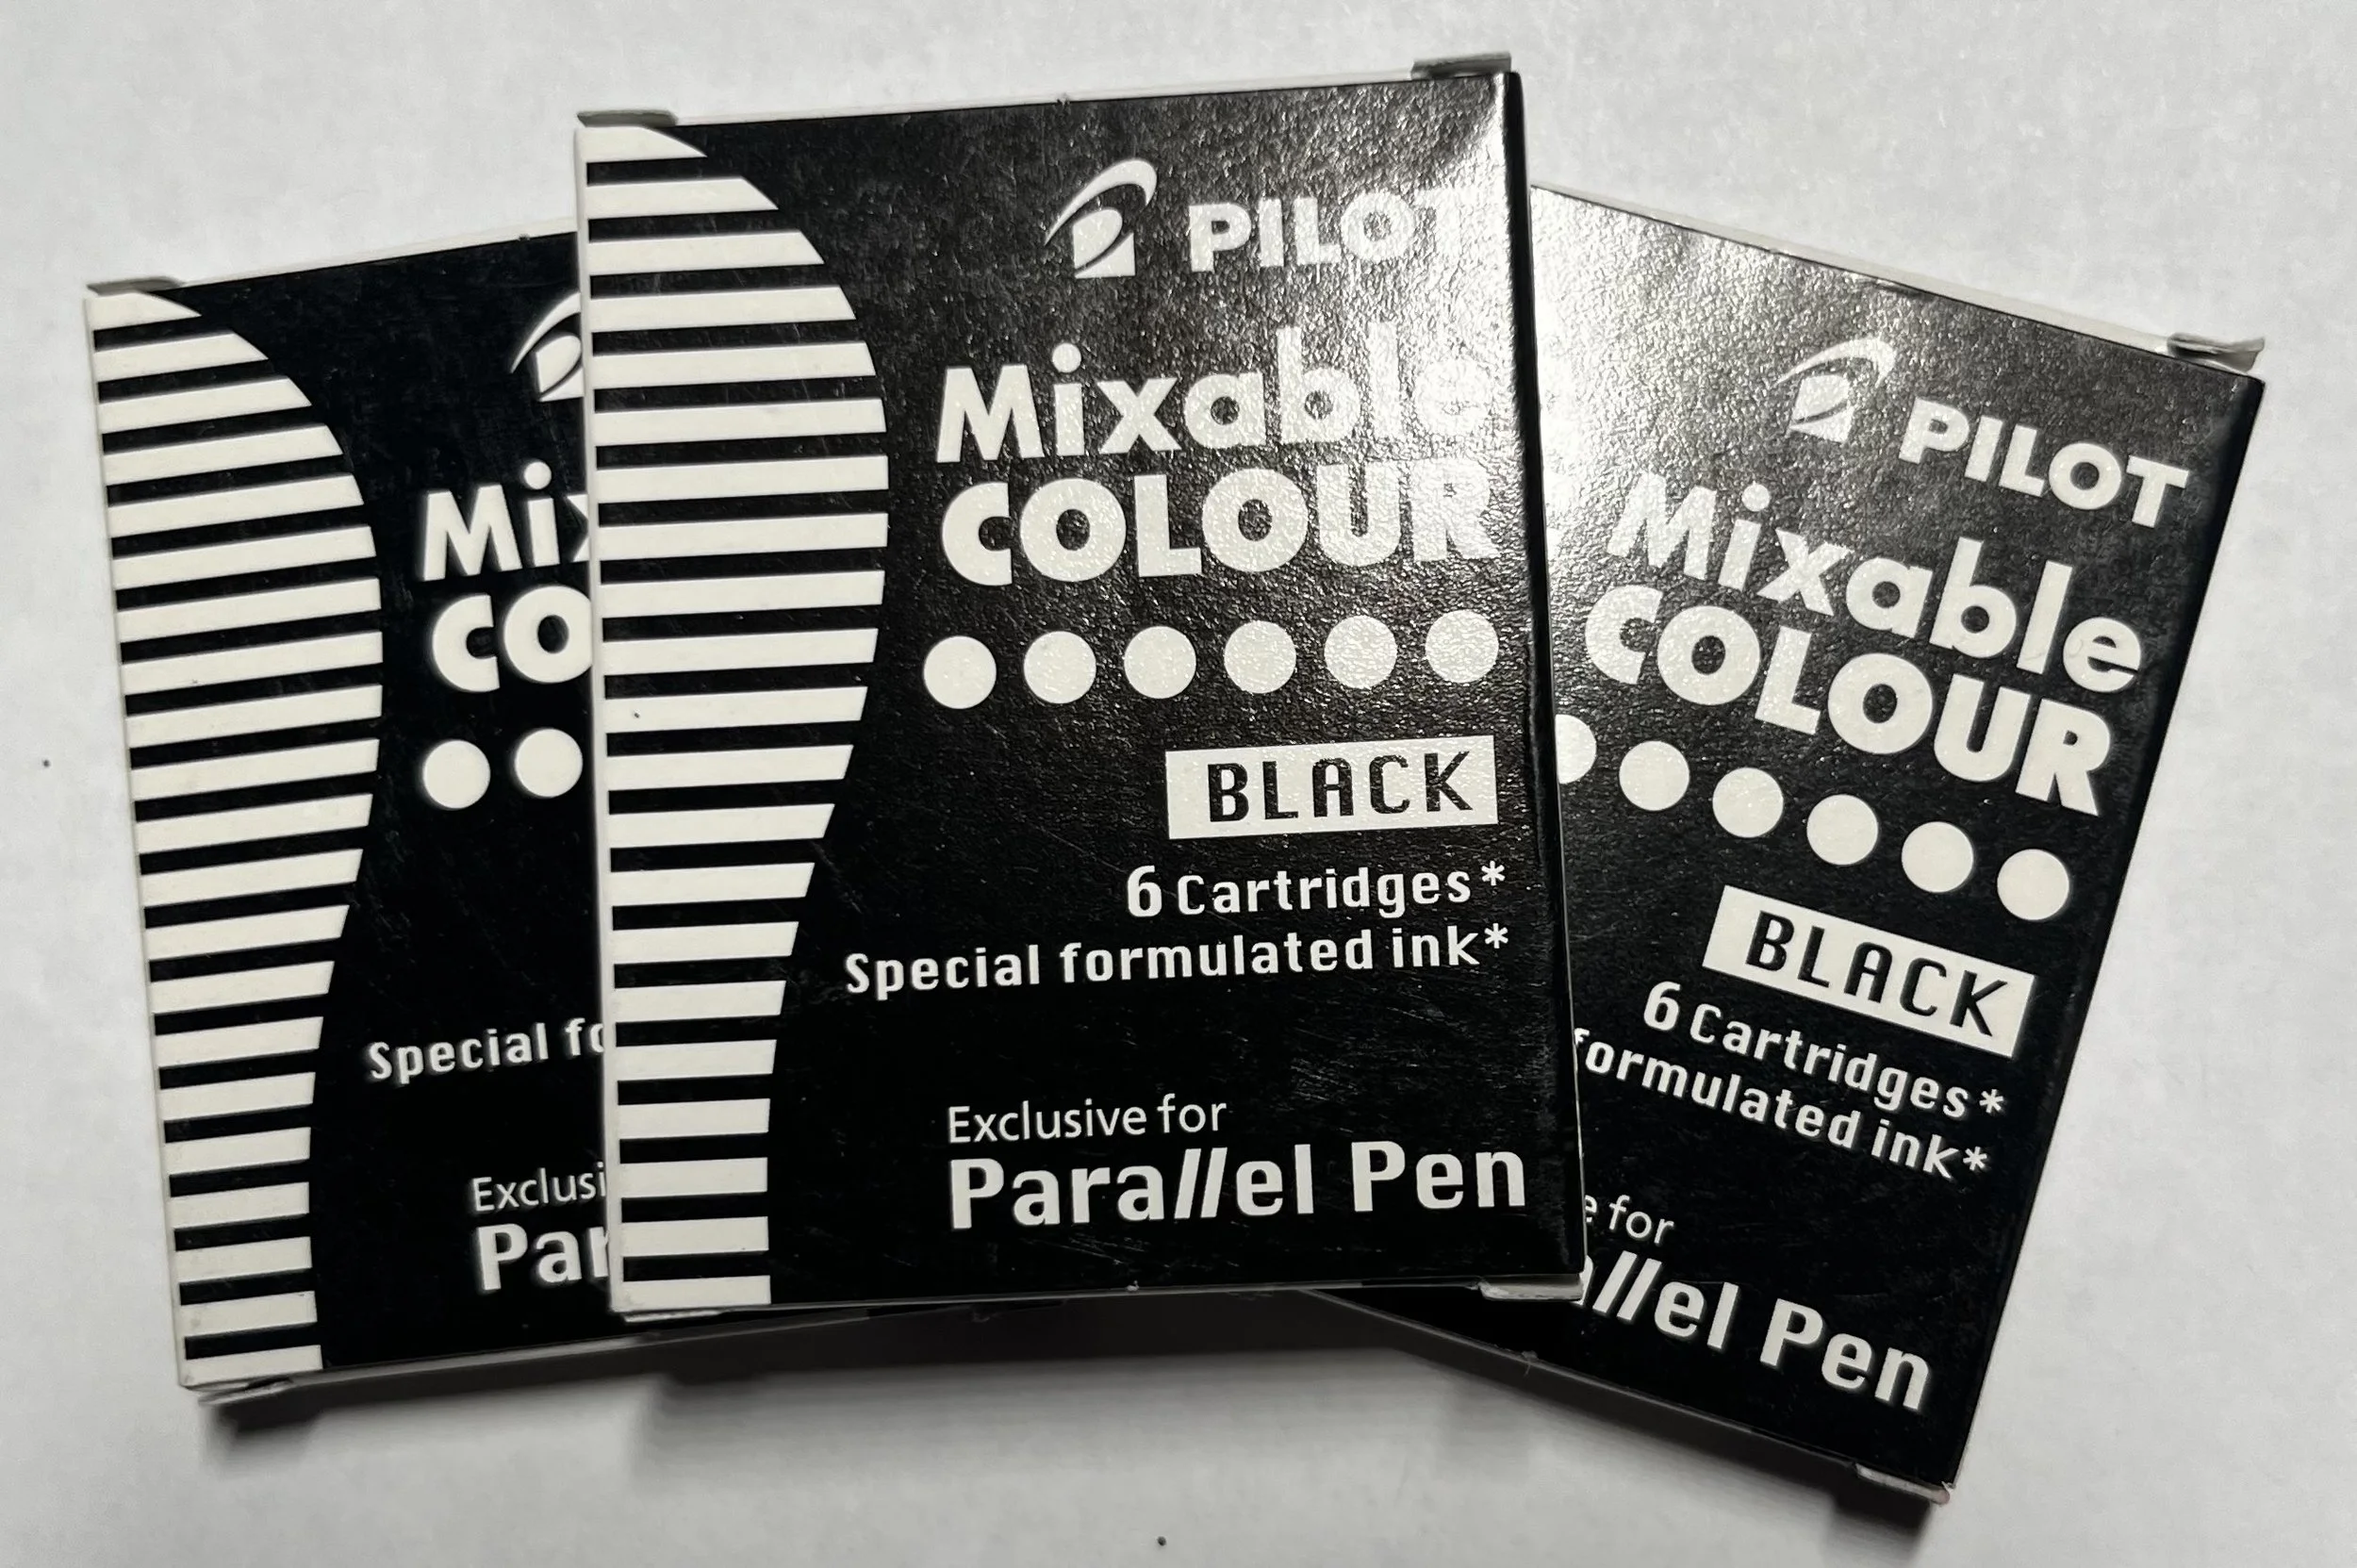 Mi
CO
Special fo
Exclusi
Par
PILOT
Mixable
COLOUR
BLACK
6 Cartridges*
Special formulated ink*
Exclusive for
Parallel Pen
PILOT
Mixable
COLOUR
BLACK
6 Cartridges*
formulated ink*
e for
allel Pen